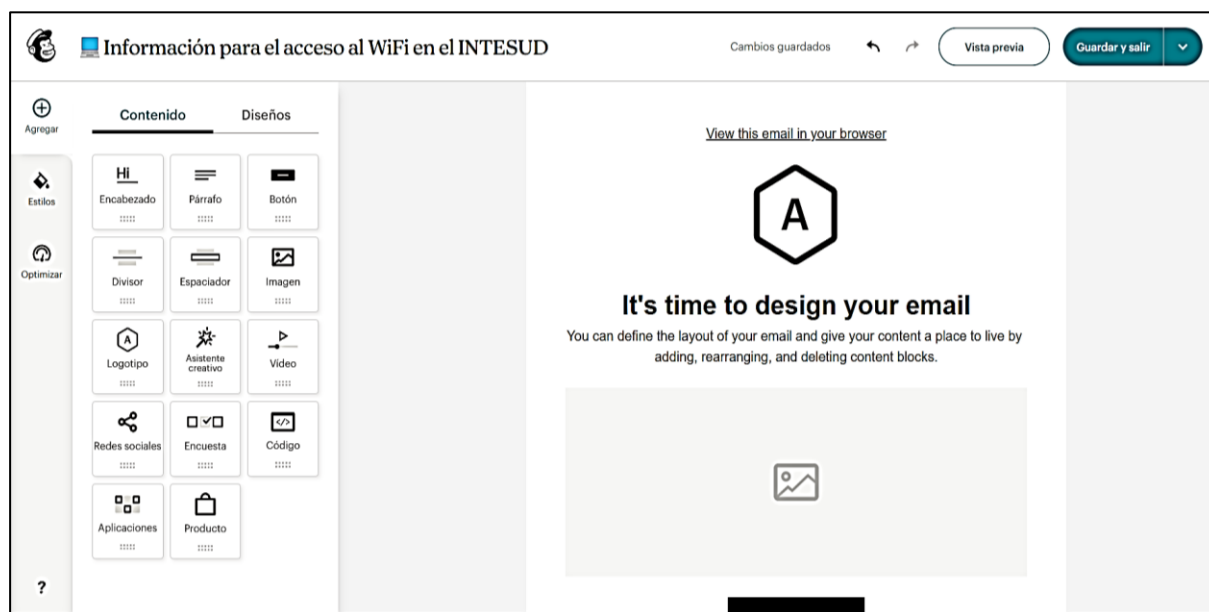 💻 Información para el acceso al WiFi en el INTESUD
Cambios guardados
Vista previa
Guardar y salir
Agregar
Estilos
Optimizar
?
Contenido
Diseños
Hi
Encabezado
Párrafo
Botón
Divisor
Espaciador
Imagen
A
Logotipo
Asistente
creativo
Vídeo
Redes sociales
Encuesta
</>
Código
Aplicaciones
Producto
View this email in your browser
A
It's time to design your email
You can define the layout of your email and give your content a place to live by
adding, rearranging, and deleting content blocks.